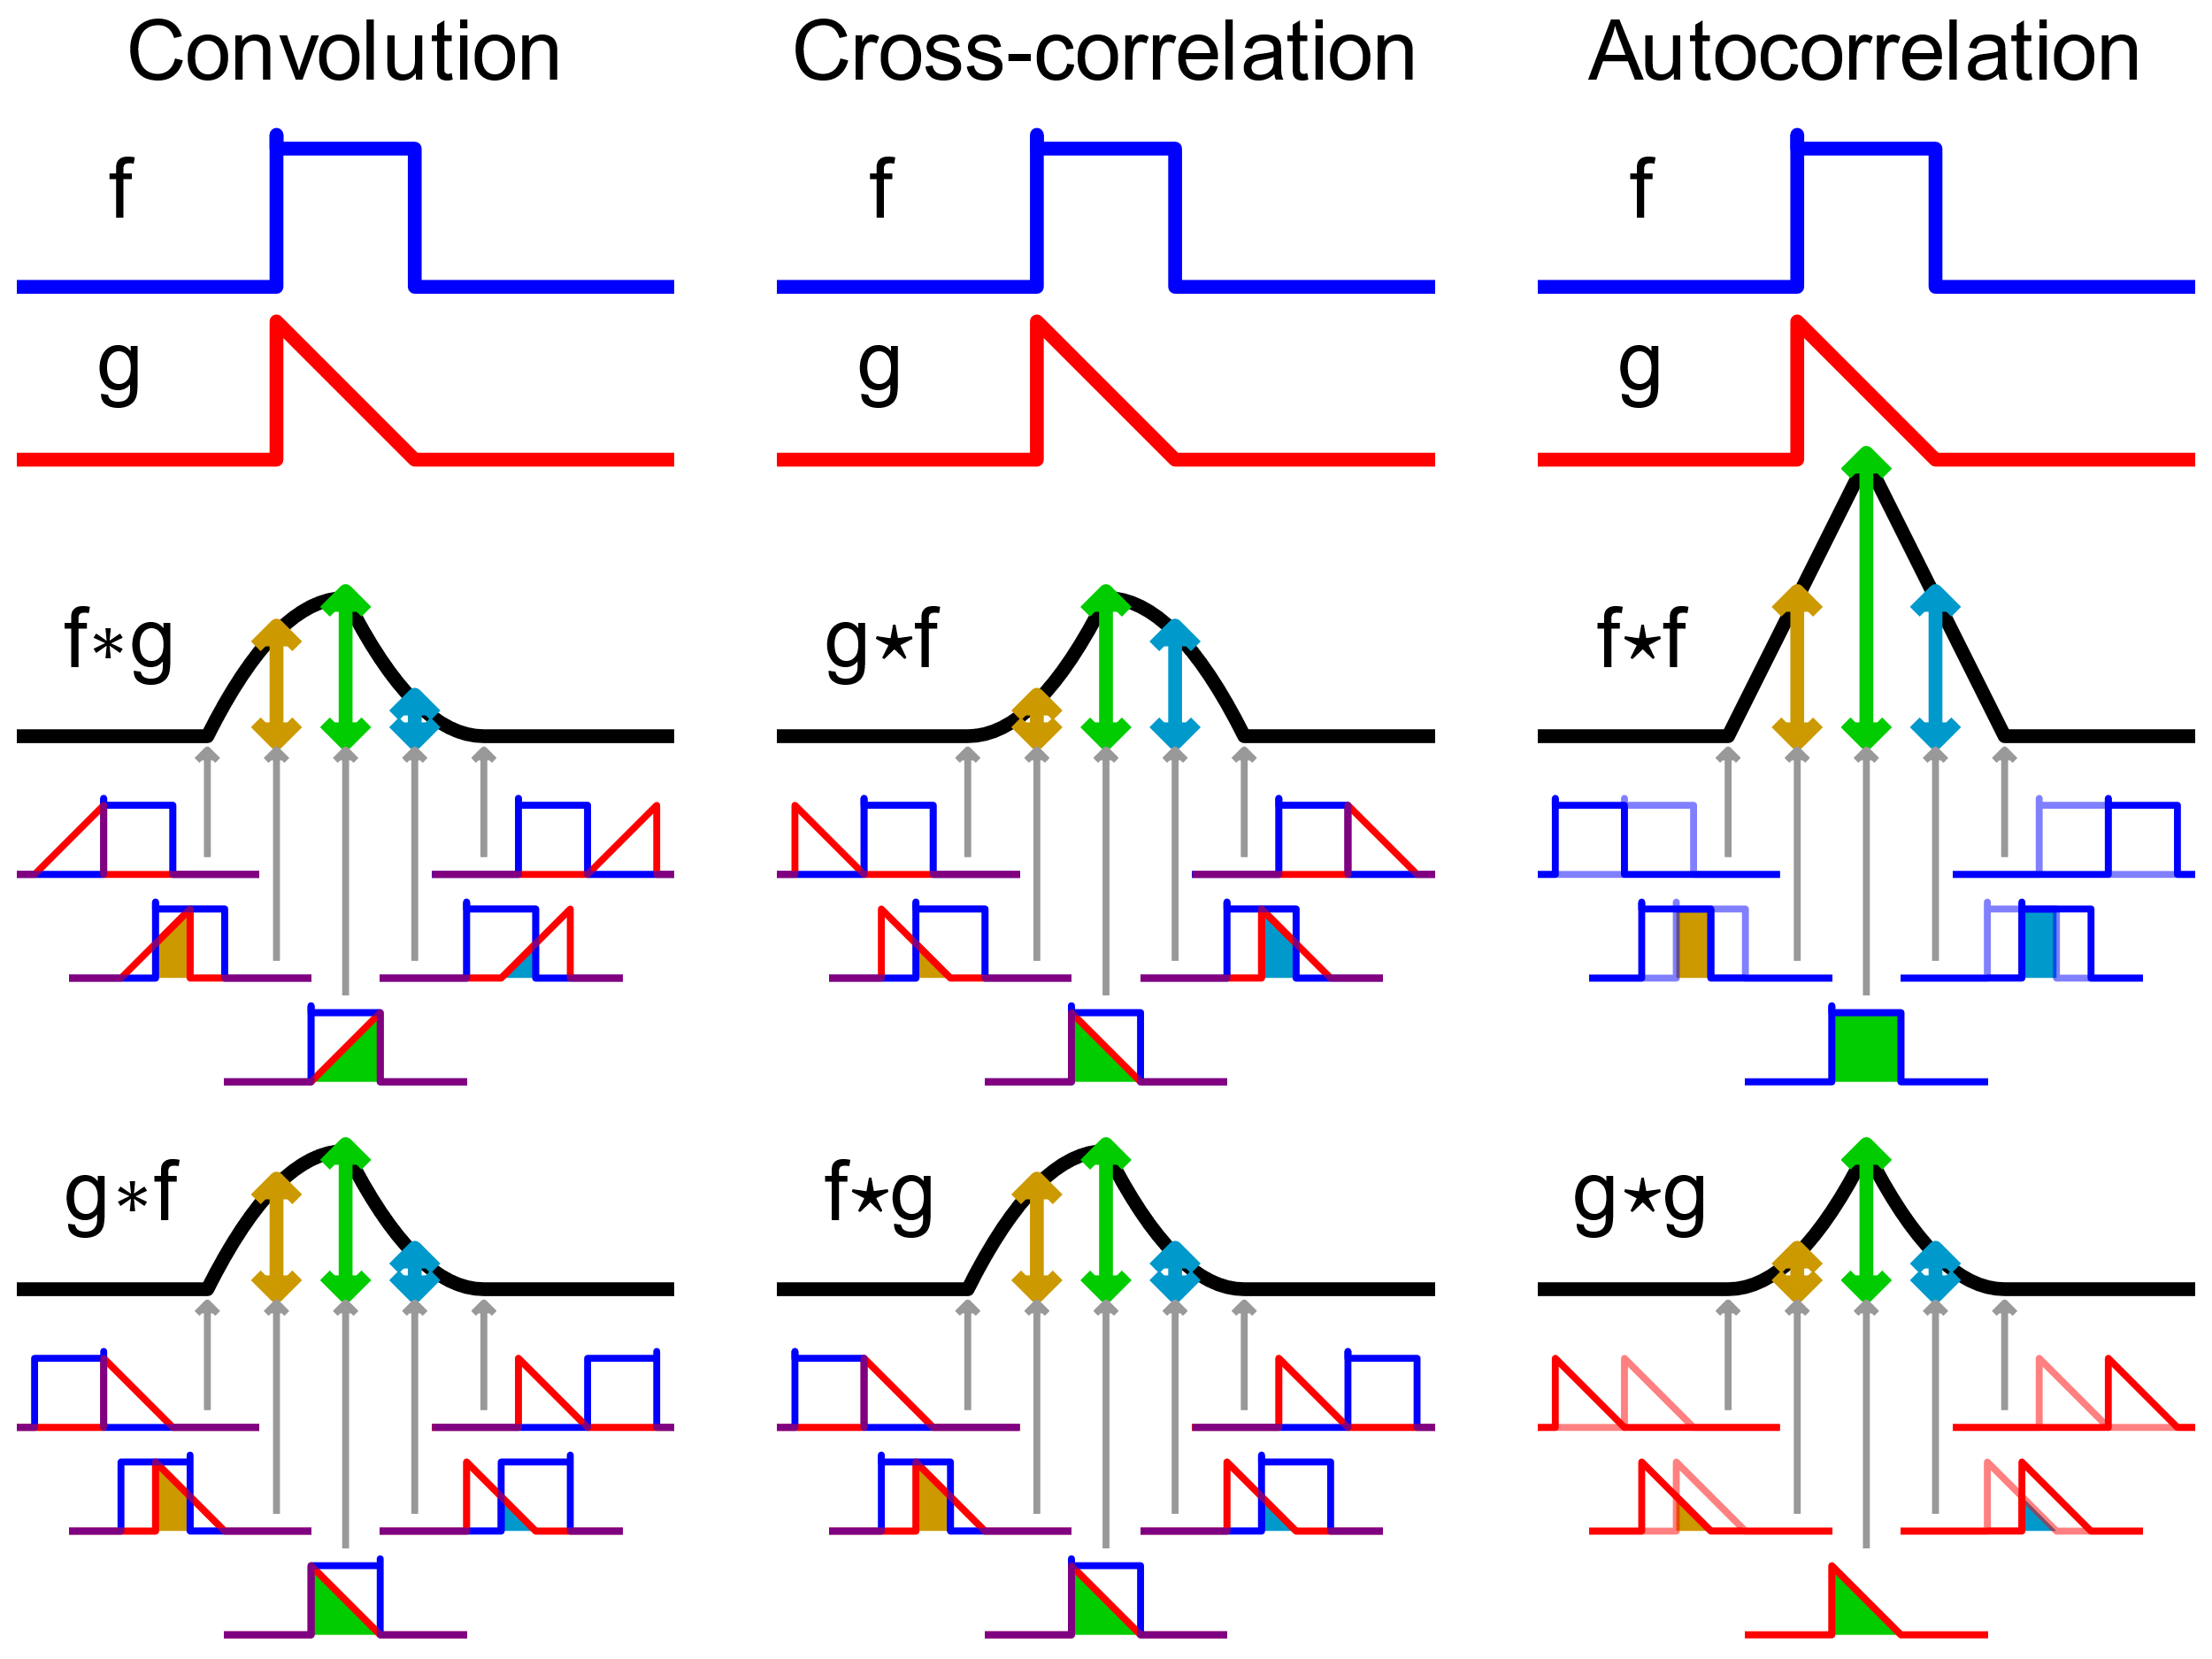 Convolution Cross-correlation Autocorrelation
f f f
g g g
f∗g g⋆f f⋆f
g∗f f⋆g g⋆g